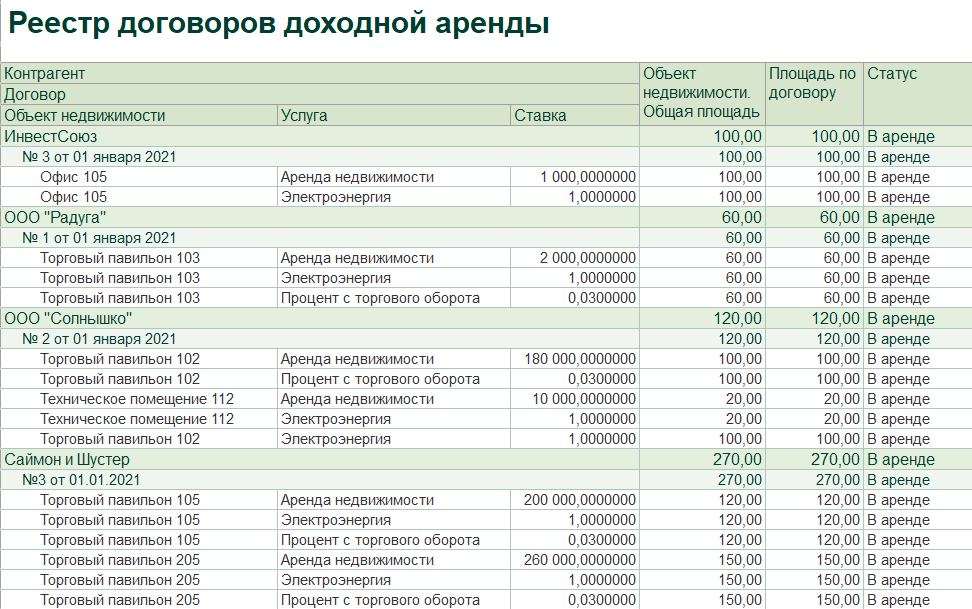 Реестр договоров доходной аренды
Контрагент Объект недвижимости. Общая площадь Площадь по договору Статус
Договор
Объект недвижимости Услуга Ставка
ИнвестСоюз 100,00 100,00 В аренде
№ 3 от 01 января 2021 100,00 100,00 В аренде
Офис 105 Аренда недвижимости 1 000,0000000 100,00 100,00 В аренде
Офис 105 Электроэнергия 1,0000000 100,00 100,00 В аренде
ООО "Радуга" 60,00 60,00 В аренде
№ 1 от 01 января 2021 60,00 60,00 В аренде
Торговый павильон 103 Аренда недвижимости 2 000,0000000 60,00 60,00 В аренде
Торговый павильон 103 Электроэнергия 1,0000000 60,00 60,00 В аренде
Торговый павильон 103 Процент с торгового оборота 0,0300000 60,00 60,00 В аренде
ООО "Солнышко" 120,00 120,00 В аренде
№ 2 от 01 января 2021 120,00 120,00 В аренде
Торговый павильон 102 Аренда недвижимости 180 000,0000000 100,00 100,00 В аренде
Торговый павильон 102 Процент с торгового оборота 0,0300000 100,00 100,00 В аренде
Техническое помещение 112 Аренда недвижимости 10 000,0000000 20,00 20,00 В аренде
Техническое помещение 112 Электроэнергия 1,0000000 20,00 20,00 В аренде
Торговый павильон 102 Электроэнергия 1,0000000 100,00 100,00 В аренде
Саймон и Шустер 270,00 270,00 В аренде
№3 от 01.01.2021 270,00 270,00 В аренде
Торговый павильон 105 Аренда недвижимости 200 000,0000000 120,00 120,00 В аренде
Торговый павильон 105 Электроэнергия 1,0000000 120,00 120,00 В аренде
Торговый павильон 105 Процент с торгового оборота 0,0300000 120,00 120,00 В аренде
Торговый павильон 205 Аренда недвижимости 260 000,0000000 150,00 150,00 В аренде
Торговый павильон 205 Электроэнергия 1,0000000 150,00 150,00 В аренде
Торговый павильон 205 Процент с торгового оборота 0,0300000 150,00 150,00 В аренде